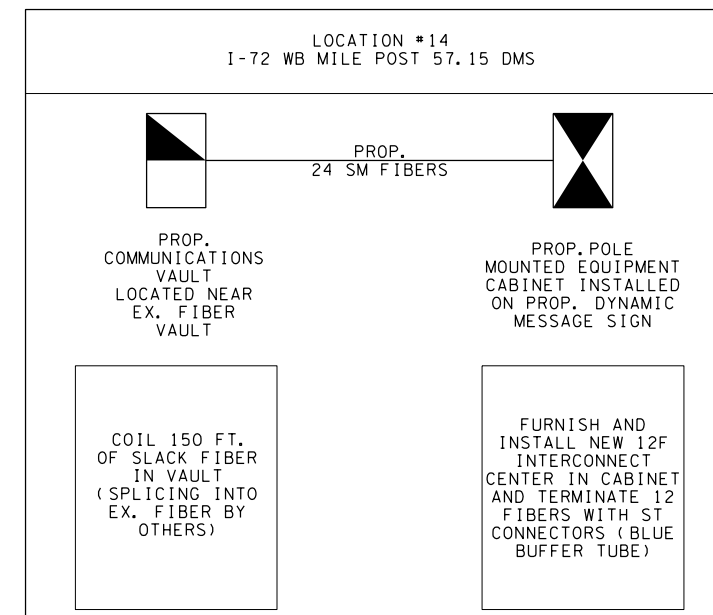 LOCATION #14
I-72 WB MILE POST 57.15 DMS
PROP.
24 SM FIBERS
PROP.
COMMUNICATIONS
VAULT
LOCATED NEAR
EX. FIBER
VAULT
PROP. POLE
MOUNTED EQUIPMENT
CABINET INSTALLED
ON PROP. DYNAMIC
MESSAGE SIGN
COIL 150 FT.
OF SLACK FIBER
IN VAULT
(SPLICING INTO
EX. FIBER BY
OTHERS)
FURNISH AND
INSTALL NEW 12F
INTERCONNECT
CENTER IN CABINET
AND TERMINATE 12
FIBERS WITH ST
CONNECTORS (BLUE
BUFFER TUBE)